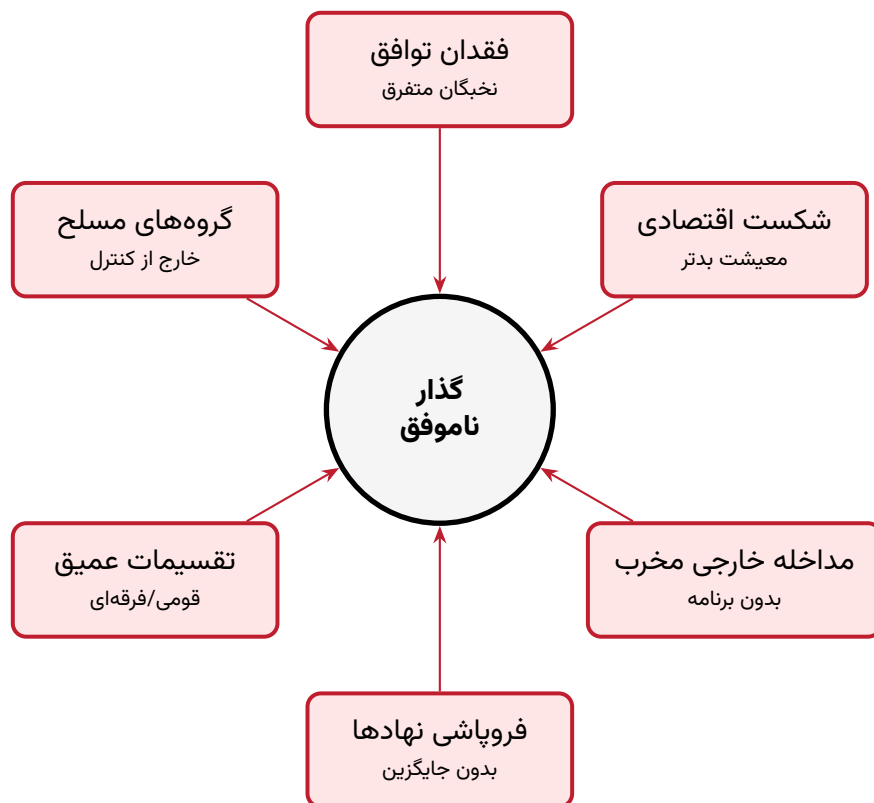 فقدان توافق
نخبگان متفرق
شکست اقتصادی
معیشت بدتر
گروه‌های مسلح
خارج از کنترل
گذار
ناموفق
مداخله خارجی مخرب
بدون برنامه
تقسیمات عمیق
قومی/فرقه‌ای
فروپاشی نهادها
بدون جایگزین